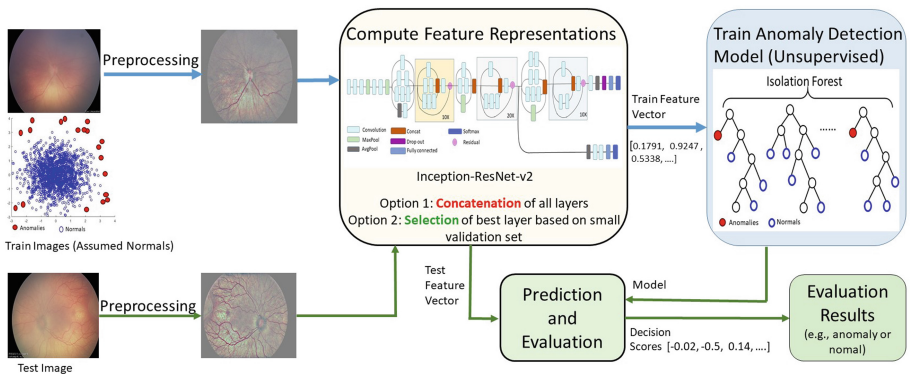 Preprocessing
Anomalies
Normals
Train Images (Assumed Normals)
Preprocessing
Test Image
Compute Feature Representations
10X
20X
10X
Convolution
MaxPool
AvgPool
Concat
Drop out
Fully connected
Softmax
Residual
Inception-ResNet-v2
Option 1: Concatenation of all layers
Option 2: Selection of best layer based on small
validation set
Train Feature
Vector
[0.1791, 0.9247,
0.5338, ....]
Train Anomaly Detection
Model (Unsupervised)
Isolation Forest
......
Anomalies
Normals
Test
Feature
Vector
Prediction
and
Evaluation
Model
Decision
Scores [-0.02, -0.5, 0.14, ....]
Evaluation
Results
(e.g., anomaly or
nomal)